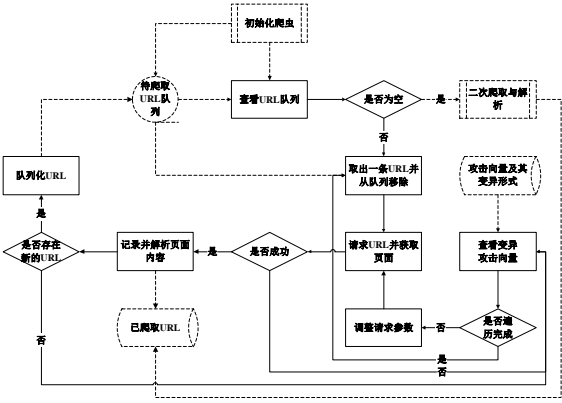 初始化爬虫
待爬取
URL队
列
查看URL队列
是否为空
是
二次爬取与解
析
否
队列化URL
取出一条URL并
从队列移除
攻击向量及其
变异形式
是
是否存在
新的URL
记录并解析页面
内容
是
是否成功
请求URL并获取
页面
查看变异
攻击向量
已爬取URL
调整请求参数
否
是否遍
历完成
否
是
否